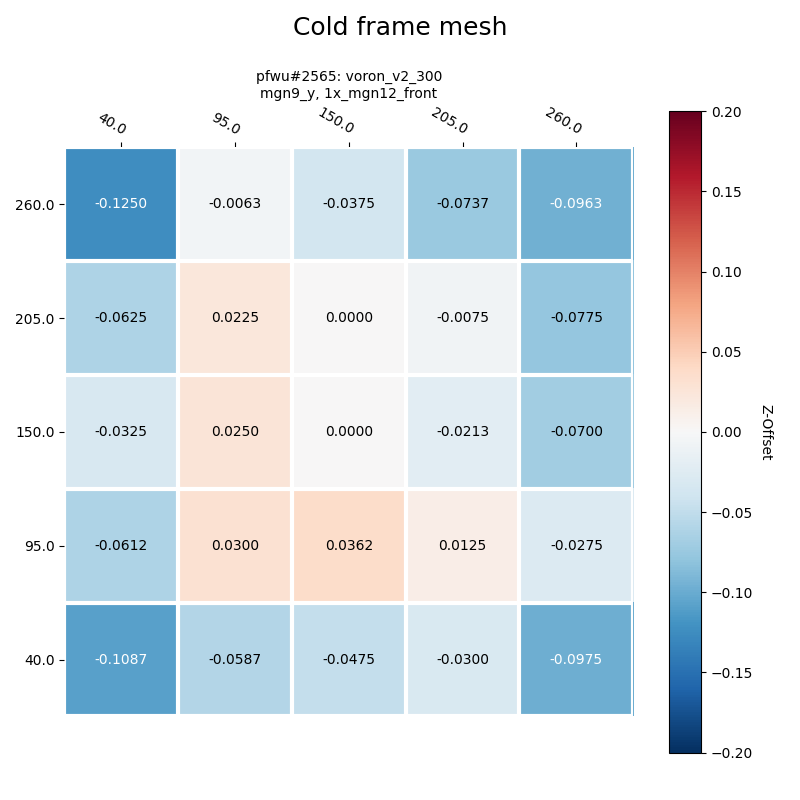 Cold frame mesh
pfwu#2565: voron_v2_300
mgn9_y, 1x_mgn12_front
40.0 95.0 150.0 205.0 260.0
260.0 -0.1250 -0.0063 -0.0375 -0.0737 -0.0963
205.0 -0.0625 0.0225 0.0000 -0.0075 -0.0775
150.0 -0.0325 0.0250 0.0000 -0.0213 -0.0700
95.0 -0.0612 0.0300 0.0362 0.0125 -0.0275
40.0 -0.1087 -0.0587 -0.0475 -0.0300 -0.0975
0.20
0.15
0.10
0.05
0.00
−0.05
−0.10
−0.15
−0.20
Z-Offset